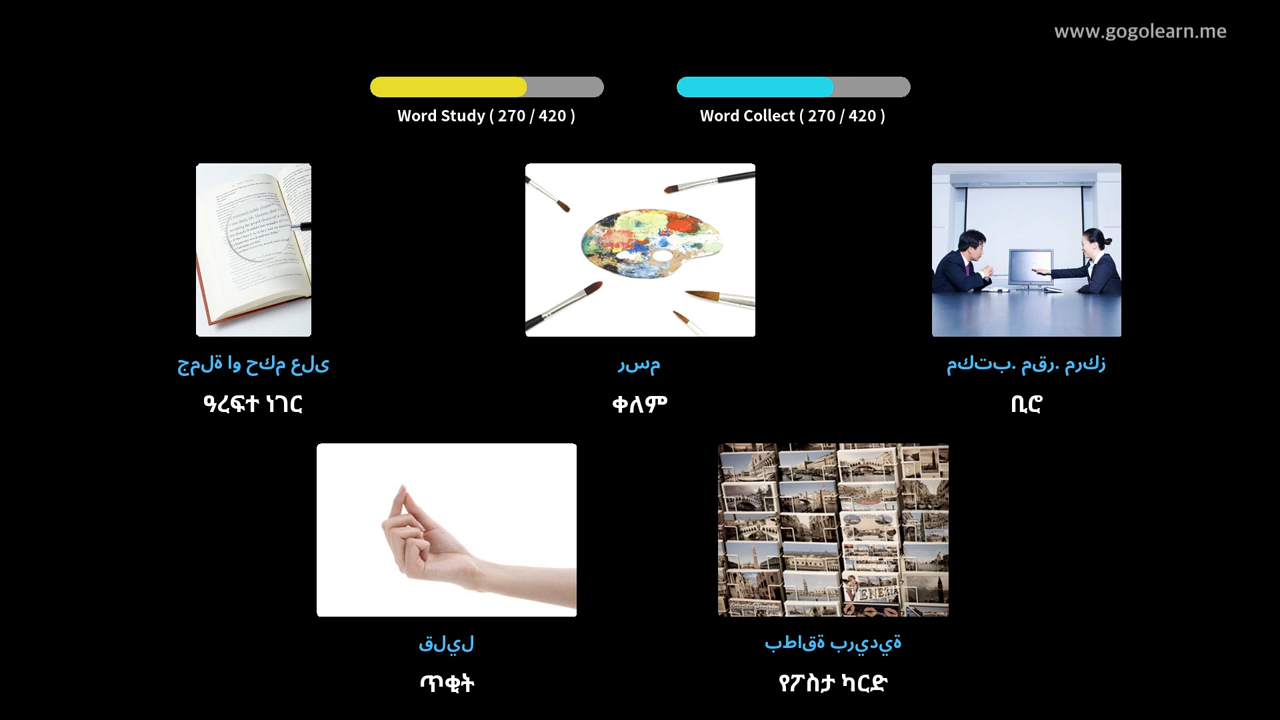 www.gogolearn.me
Word Study ( 270 / 420 )
Word Collect ( 270 / 420 )
جملة او حكم على
ዓረፍተ ነገር
رسم
ቀለም
مكتب. مقر. مركز
ቢሮ
قليل
ጥቂት
بطاقة بريدية
የፖስታ ካርድ